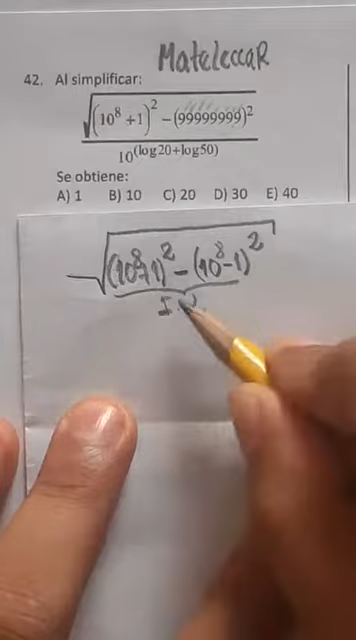 MateleccaR
42. Al simplificar:
√(10⁸ + 1)² − (99999999)²
10^(log20+log50)
Se obtiene:
A) 1 B) 10 C) 20 D) 30 E) 40
√(10⁸+1)² − (10⁸−1)²